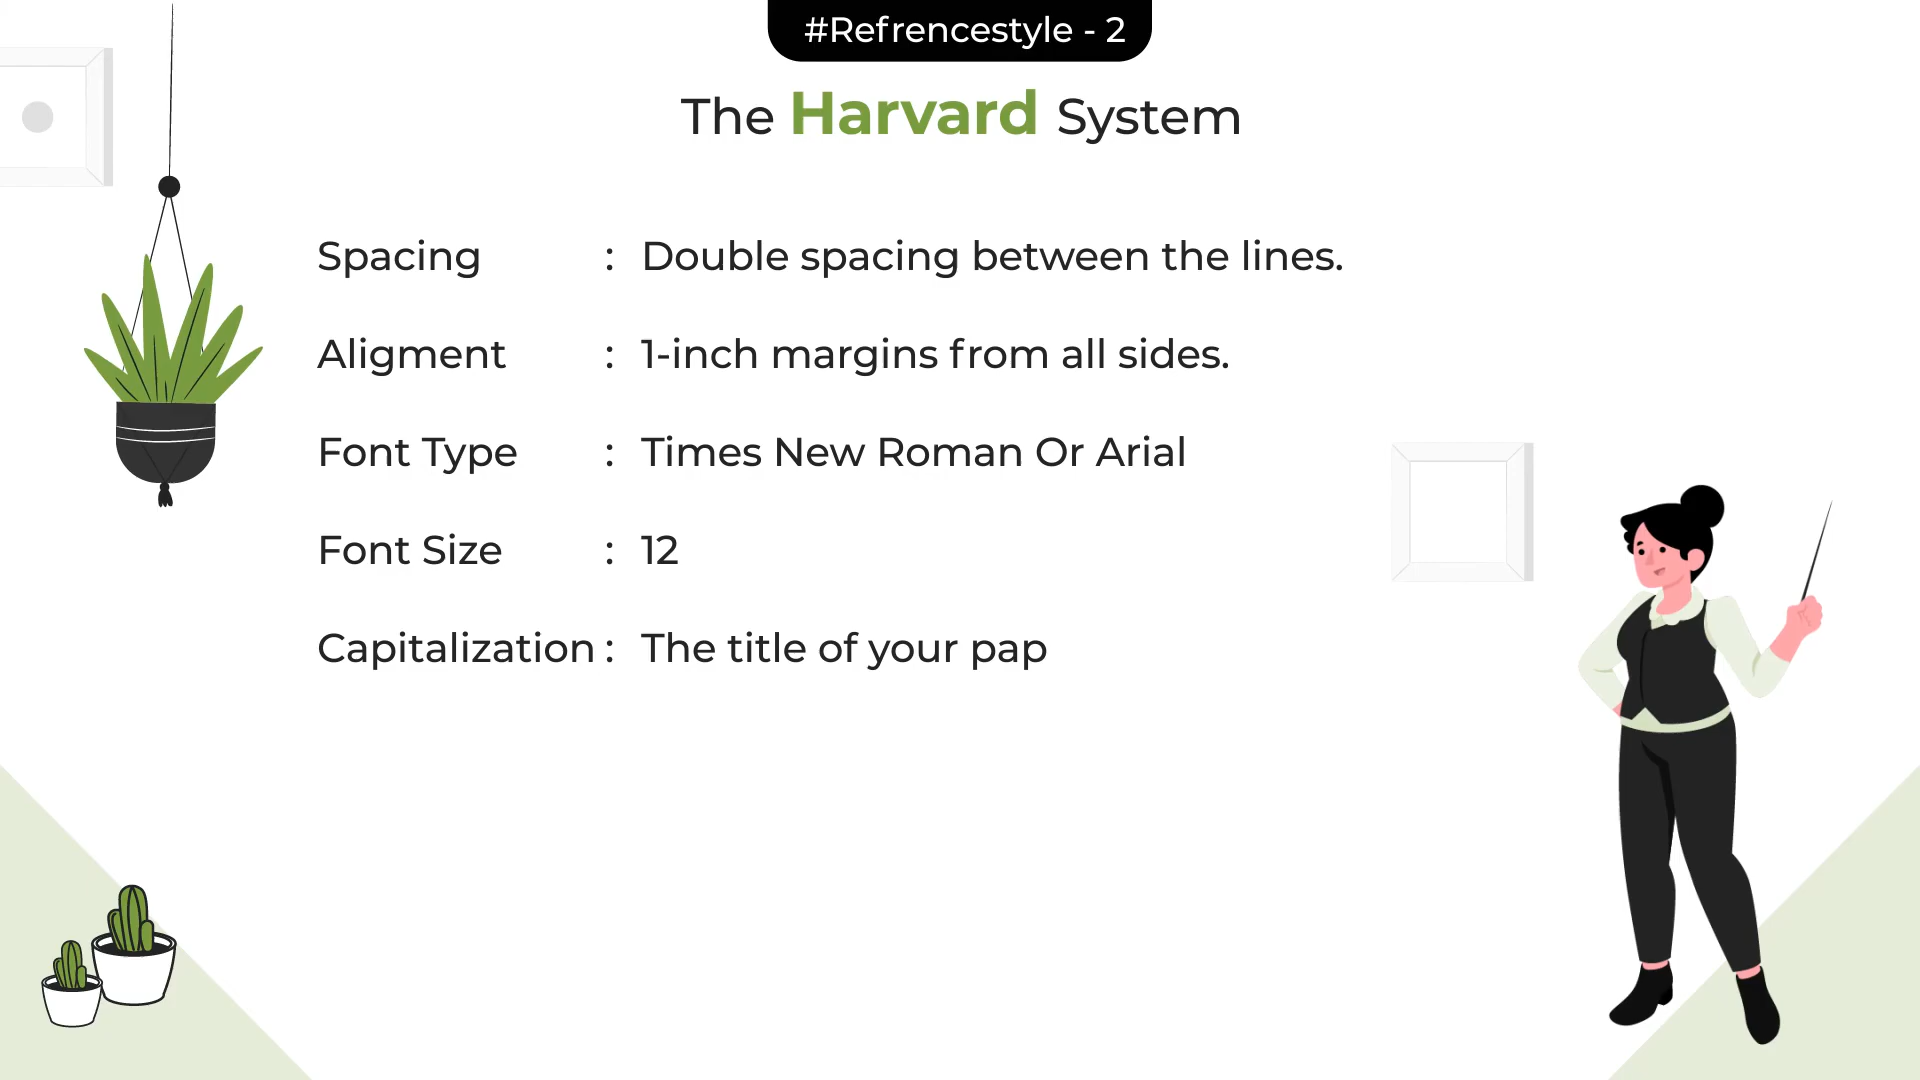 #Refrencestyle - 2
The Harvard System
Spacing : Double spacing between the lines.
Aligment : 1-inch margins from all sides.
Font Type : Times New Roman Or Arial
Font Size : 12
Capitalization : The title of your pap